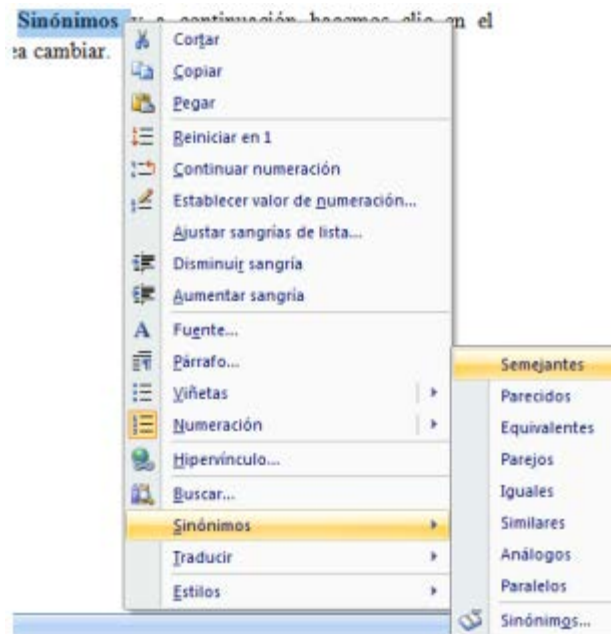 Sinónimos y a continuación hacemos clic en el
ea cambiar.
Cortar
Copiar
Pegar
Reiniciar en 1
Continuar numeración
Establecer valor de numeración...
Ajustar sangrías de lista...
Disminuir sangría
Aumentar sangría
Fuente...
Párrafo...
Viñetas
Numeración
Hipervínculo...
Buscar...
Sinónimos
Traducir
Estilos
Semejantes
Parecidos
Equivalentes
Parejos
Iguales
Similares
Análogos
Paralelos
Sinónimos...